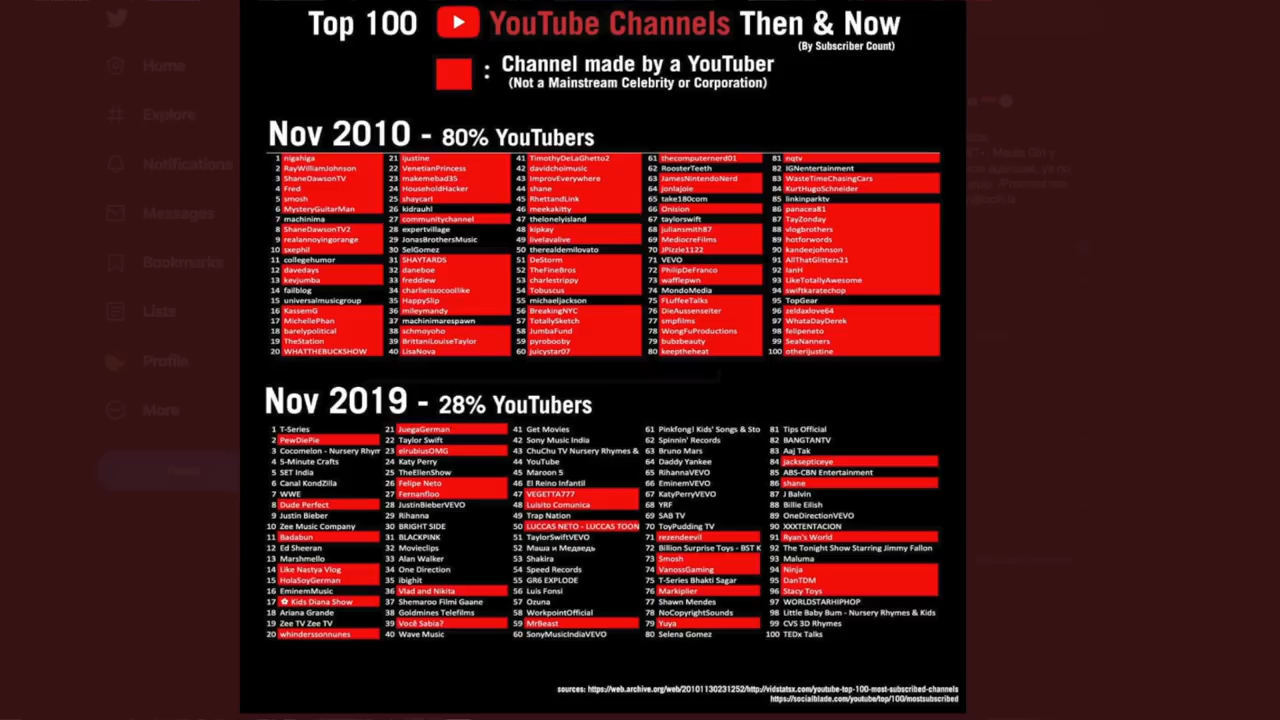 Top 100 YouTube Channels Then & Now
(By Subscriber Count)
: Channel made by a YouTuber
(Not a Mainstream Celebrity or Corporation)
Nov 2010 - 80% YouTubers
1 nigahiga
2 RayWilliamJohnson
3 ShaneDawsonTV
4 Fred
5 smosh
6 MysteryGuitarMan
7 machinima
8 ShaneDawsonTV2
9 realannoyingorange
10 sxephil
11 collegehumor
12 davedays
13 kevjumba
14 failblog
15 universalmusicgroup
16 KassemG
17 MichellePhan
18 barelypolitical
19 TheStation
20 WHATTHEBUCKSHOW
21 ijustine
22 VenetianPrincess
23 makemebad35
24 HouseholdHacker
25 shaycarl
26 kidrauhl
27 communitychannel
28 expertvillage
29 JonasBrothersMusic
30 SelGomez
31 SHAYTARDS
32 daneboe
33 freddiew
34 charlieissocoollike
35 HappySlip
36 mileymandy
37 machinimarespawn
38 schmoyoho
39 BrittaniLouiseTaylor
40 LisaNova
41 TimothyDeLaGhetto2
42 davidchoimusic
43 ImprovEverywhere
44 shane
45 RhettandLink
46 meekakitty
47 thelonelyisland
48 kipkay
49 livelavalive
50 therealdemilovato
51 DeStorm
52 TheFineBros
53 charlestrippy
54 Tobuscus
55 michaeljackson
56 BreakingNYC
57 TotallySketch
58 JumbaFund
59 pyrobooby
60 juicystar07
61 thecomputernerd01
62 RoosterTeeth
63 JamesNintendoNerd
64 jonlajoie
65 take180com
66 Onision
67 taylorswift
68 juliansmith87
69 MediocreFilms
70 JPizzle1122
71 VEVO
72 PhilipDeFranco
73 wafflepwn
74 MondoMedia
75 FLuffeeTalks
76 DieAussenseiter
77 smpfilms
78 WongFuProductions
79 bubzbeauty
80 keeptheheat
81 nqtv
82 IGNentertainment
83 WasteTimeChasingCars
84 KurtHugoSchneider
85 linkinparktv
86 panacea81
87 TayZonday
88 vlogbrothers
89 hotforwords
90 kandeejohnson
91 AllThatGlitters21
92 IanH
93 LikeTotallyAwesome
94 swiftkaratechop
95 TopGear
96 zeldaxlove64
97 WhataDayDerek
98 fellpeneto
99 SeaNanners
100 otherijustine
Nov 2019 - 28% YouTubers
1 T-Series
2 PewDiePie
3 Cocomelon - Nursery Rhym
4 5-Minute Crafts
5 SET India
6 Canal KondZilla
7 WWE
8 Dude Perfect
9 Justin Bieber
10 Zee Music Company
11 Badabun
12 Ed Sheeran
13 Marshmello
14 Like Nastya Vlog
15 HolaSoyGerman
16 EminemMusic
17 ✿ Kids Diana Show
18 Ariana Grande
19 Zee TV Zee TV
20 whinderssonnunes
21 JuegaGerman
22 Taylor Swift
23 elrubiusOMG
24 Katy Perry
25 TheEllenShow
26 Felipe Neto
27 Fernanfloo
28 JustinBieberVEVO
29 Rihanna
30 BRIGHT SIDE
31 BLACKPINK
32 Movieclips
33 Alan Walker
34 One Direction
35 ibighit
36 Vlad and Nikita
37 Shemaroo Filmi Gaane
38 Goldmines Telefilms
39 Você Sabia?
40 Wave Music
41 Get Movies
42 Sony Music India
43 ChuChu TV Nursery Rhymes &
44 YouTube
45 Maroon 5
46 El Reino Infantil
47 VEGETTA777
48 Luisito Comunica
49 Trap Nation
50 LUCCAS NETO - LUCCAS TOON
51 TaylorSwiftVEVO
52 Маша и Медведь
53 Shakira
54 Speed Records
55 GR6 EXPLODE
56 Luis Fonsi
57 Ozuna
58 WorkpointOfficial
59 MrBeast
60 SonyMusicIndiaVEVO
61 Pinkfong! Kids' Songs & Sto
62 Spinnin' Records
63 Bruno Mars
64 Daddy Yankee
65 RihannaVEVO
66 EminemVEVO
67 KatyPerryVEVO
68 YRF
69 SAB TV
70 ToyPudding TV
71 rezendeevil
72 Billion Surprise Toys - BST K
73 Smosh
74 VanossGaming
75 T-Series Bhakti Sagar
76 Markiplier
77 Shawn Mendes
78 NoCopyrightSounds
79 Yuya
80 Selena Gomez
81 Tips Official
82 BANGTANTV
83 Aaj Tak
84 jacksepticeye
85 ABS-CBN Entertainment
86 shane
87 J Balvin
88 Billie Eilish
89 OneDirectionVEVO
90 XXXTENTACION
91 Ryan's World
92 The Tonight Show Starring Jimmy Fallon
93 Maluma
94 Ninja
95 DanTDM
96 Stacy Toys
97 WORLDSTARHIPHOP
98 Little Baby Bum - Nursery Rhymes & Kids
99 CVS 3D Rhymes
100 TEDx Talks
sources: https://web.archive.org/web/20101130231252/http://vidstatsx.com/youtube-top-100-most-subscribed-channels
https://socialblade.com/youtube/top/100/mostsubscribed
Home
Explore
Notifications
Messages
Bookmarks
Lists
Profile
More